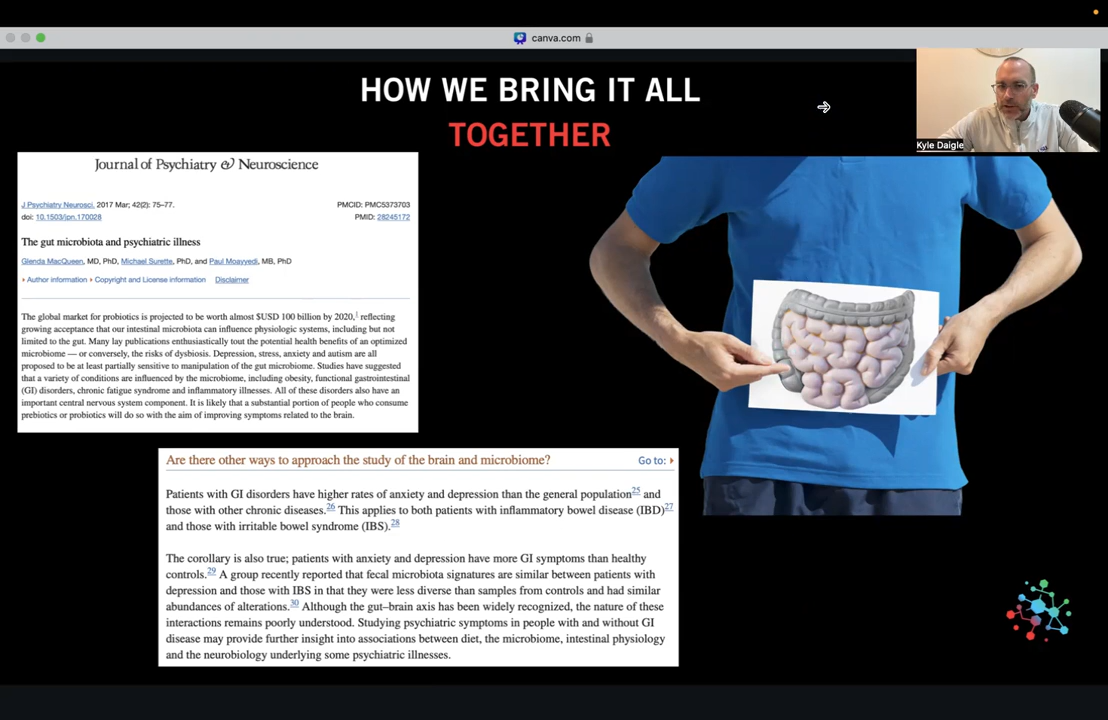 canva.com
HOW WE BRING IT ALL
TOGETHER
Kyle Daigle
Journal of Psychiatry & Neuroscience
J Psychiatry Neurosci. 2017 Mar; 42(2): 75–77.
PMCID: PMC5373703
doi: 10.1503/jpn.170028
PMID: 28245172
The gut microbiota and psychiatric illness
Glenda MacQueen, MD, PhD, Michael Surette, PhD, and Paul Moayyedi, MB, PhD
Author information Copyright and License information Disclaimer
The global market for probiotics is projected to be worth almost $USD 100 billion by 2020,1 reflecting
growing acceptance that our intestinal microbiota can influence physiologic systems, including but not
limited to the gut. Many lay publications enthusiastically tout the potential health benefits of an optimized
microbiome — or conversely, the risks of dysbiosis. Depression, stress, anxiety and autism are all
proposed to be at least partially sensitive to manipulation of the gut microbiome. Studies have suggested
that a variety of conditions are influenced by the microbiome, including obesity, functional gastrointestinal
(GI) disorders, chronic fatigue syndrome and inflammatory illnesses. All of these disorders also have an
important central nervous system component. It is likely that a substantial portion of people who consume
prebiotics or probiotics will do so with the aim of improving symptoms related to the brain.
Are there other ways to approach the study of the brain and microbiome?
Go to:
Patients with GI disorders have higher rates of anxiety and depression than the general population25 and
those with other chronic diseases.26 This applies to both patients with inflammatory bowel disease (IBD)27
and those with irritable bowel syndrome (IBS).28
The corollary is also true; patients with anxiety and depression have more GI symptoms than healthy
controls.29 A group recently reported that fecal microbiota signatures are similar between patients with
depression and those with IBS in that they were less diverse than samples from controls and had similar
abundances of alterations.30 Although the gut–brain axis has been widely recognized, the nature of these
interactions remains poorly understood. Studying psychiatric symptoms in people with and without GI
disease may provide further insight into associations between diet, the microbiome, intestinal physiology
and the neurobiology underlying some psychiatric illnesses.